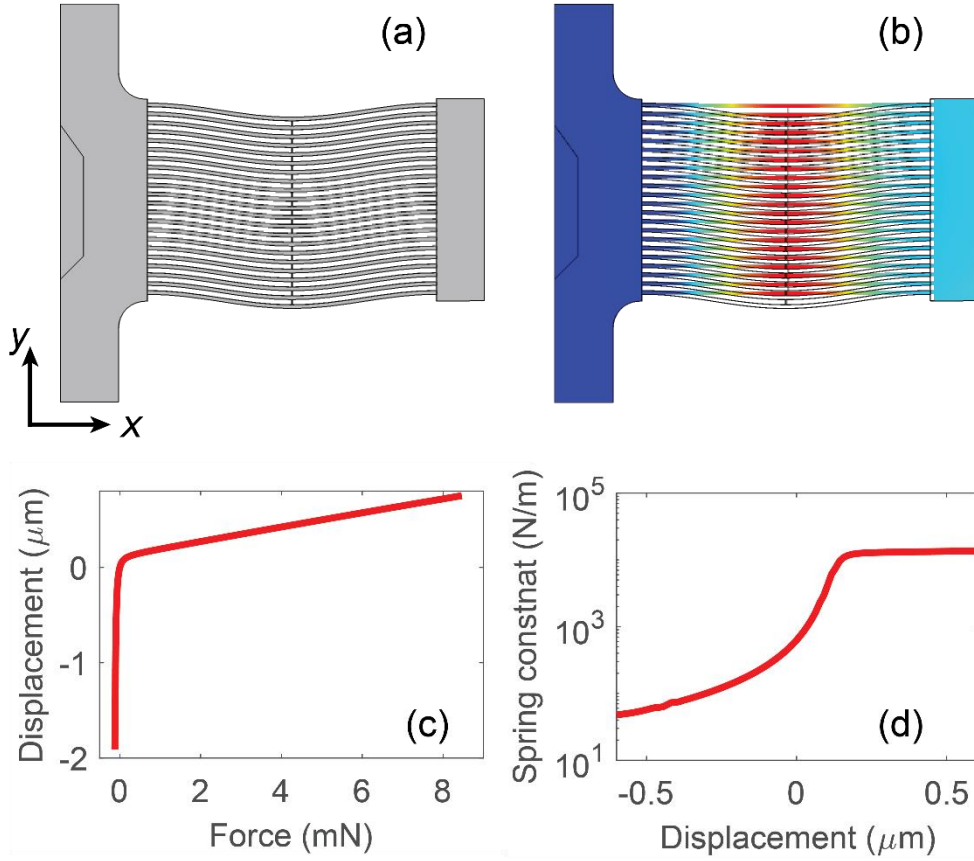 (a)
(b)
y
x
Displacement (μm)
0
-1
-2
0
2
4
6
8
Force (mN)
(c)
Spring constnat (N/m)
10^5
10^3
10^1
-0.5
0
0.5
Displacement (μm)
(d)